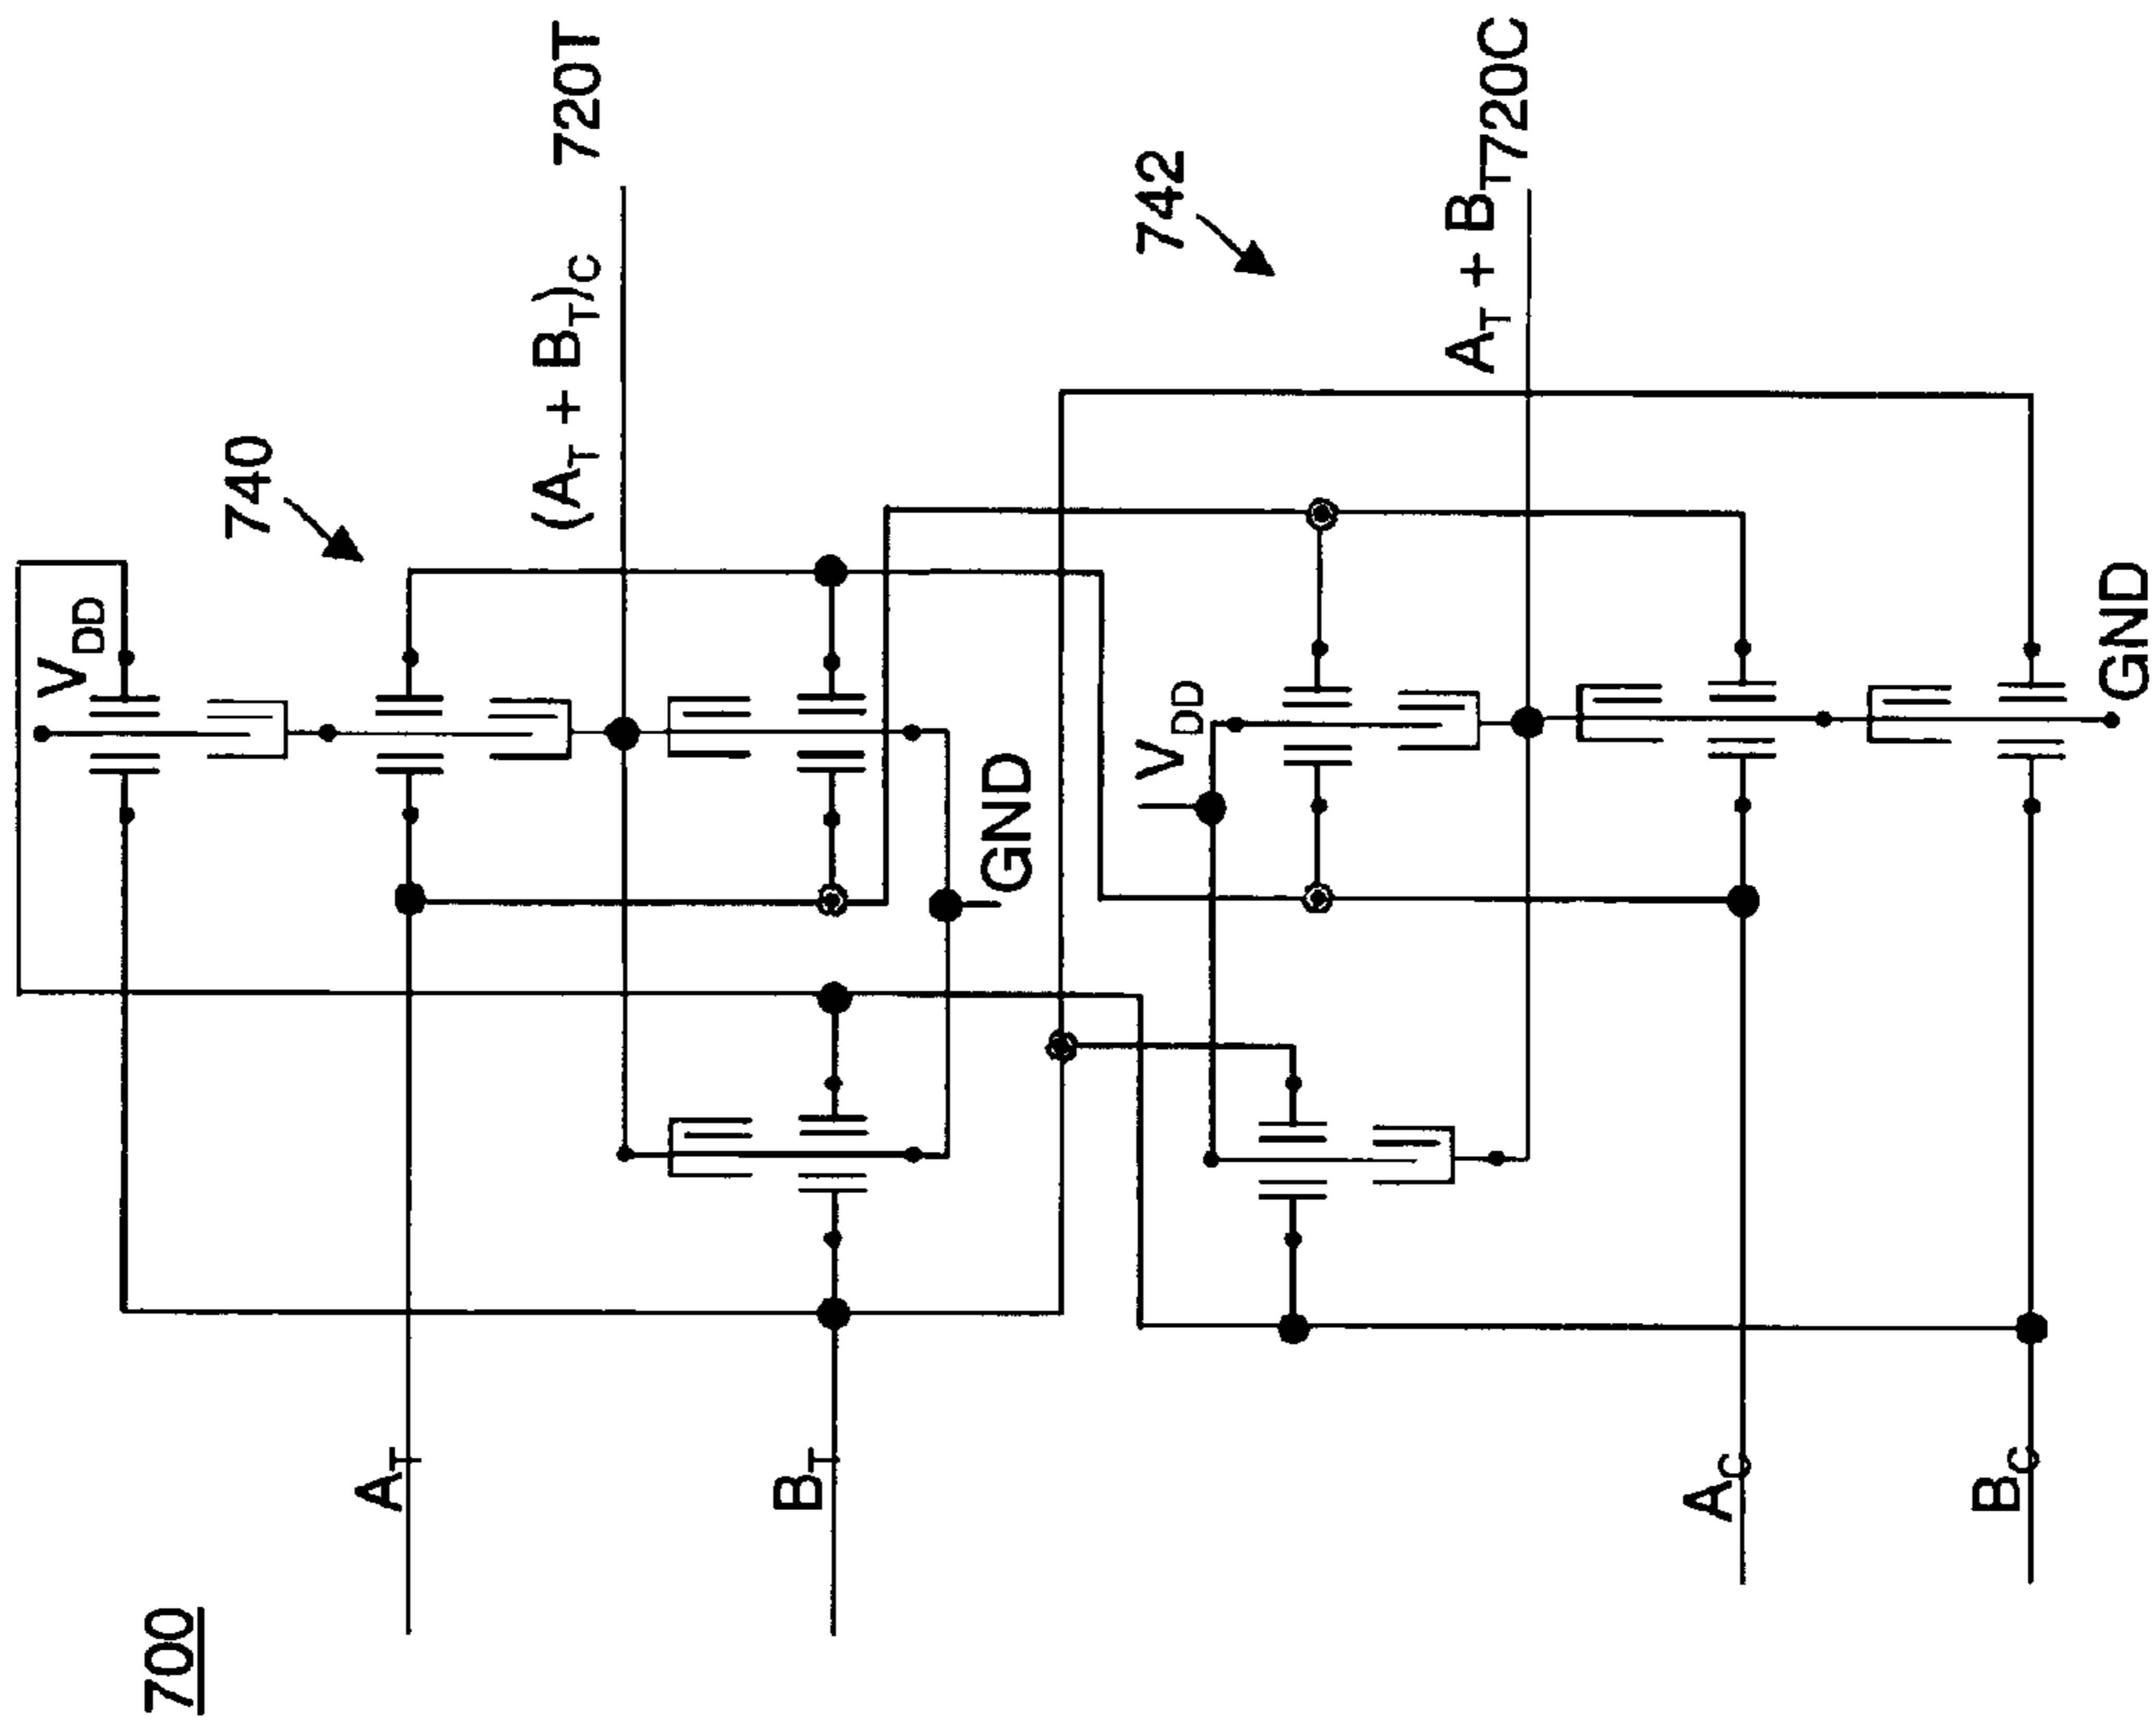 700
V_DD
740
A_T
(A_T + B_T)_C
720T
B_T
GND
V_DD
742
A_T + B_T 720C
A_C
B_C
GND